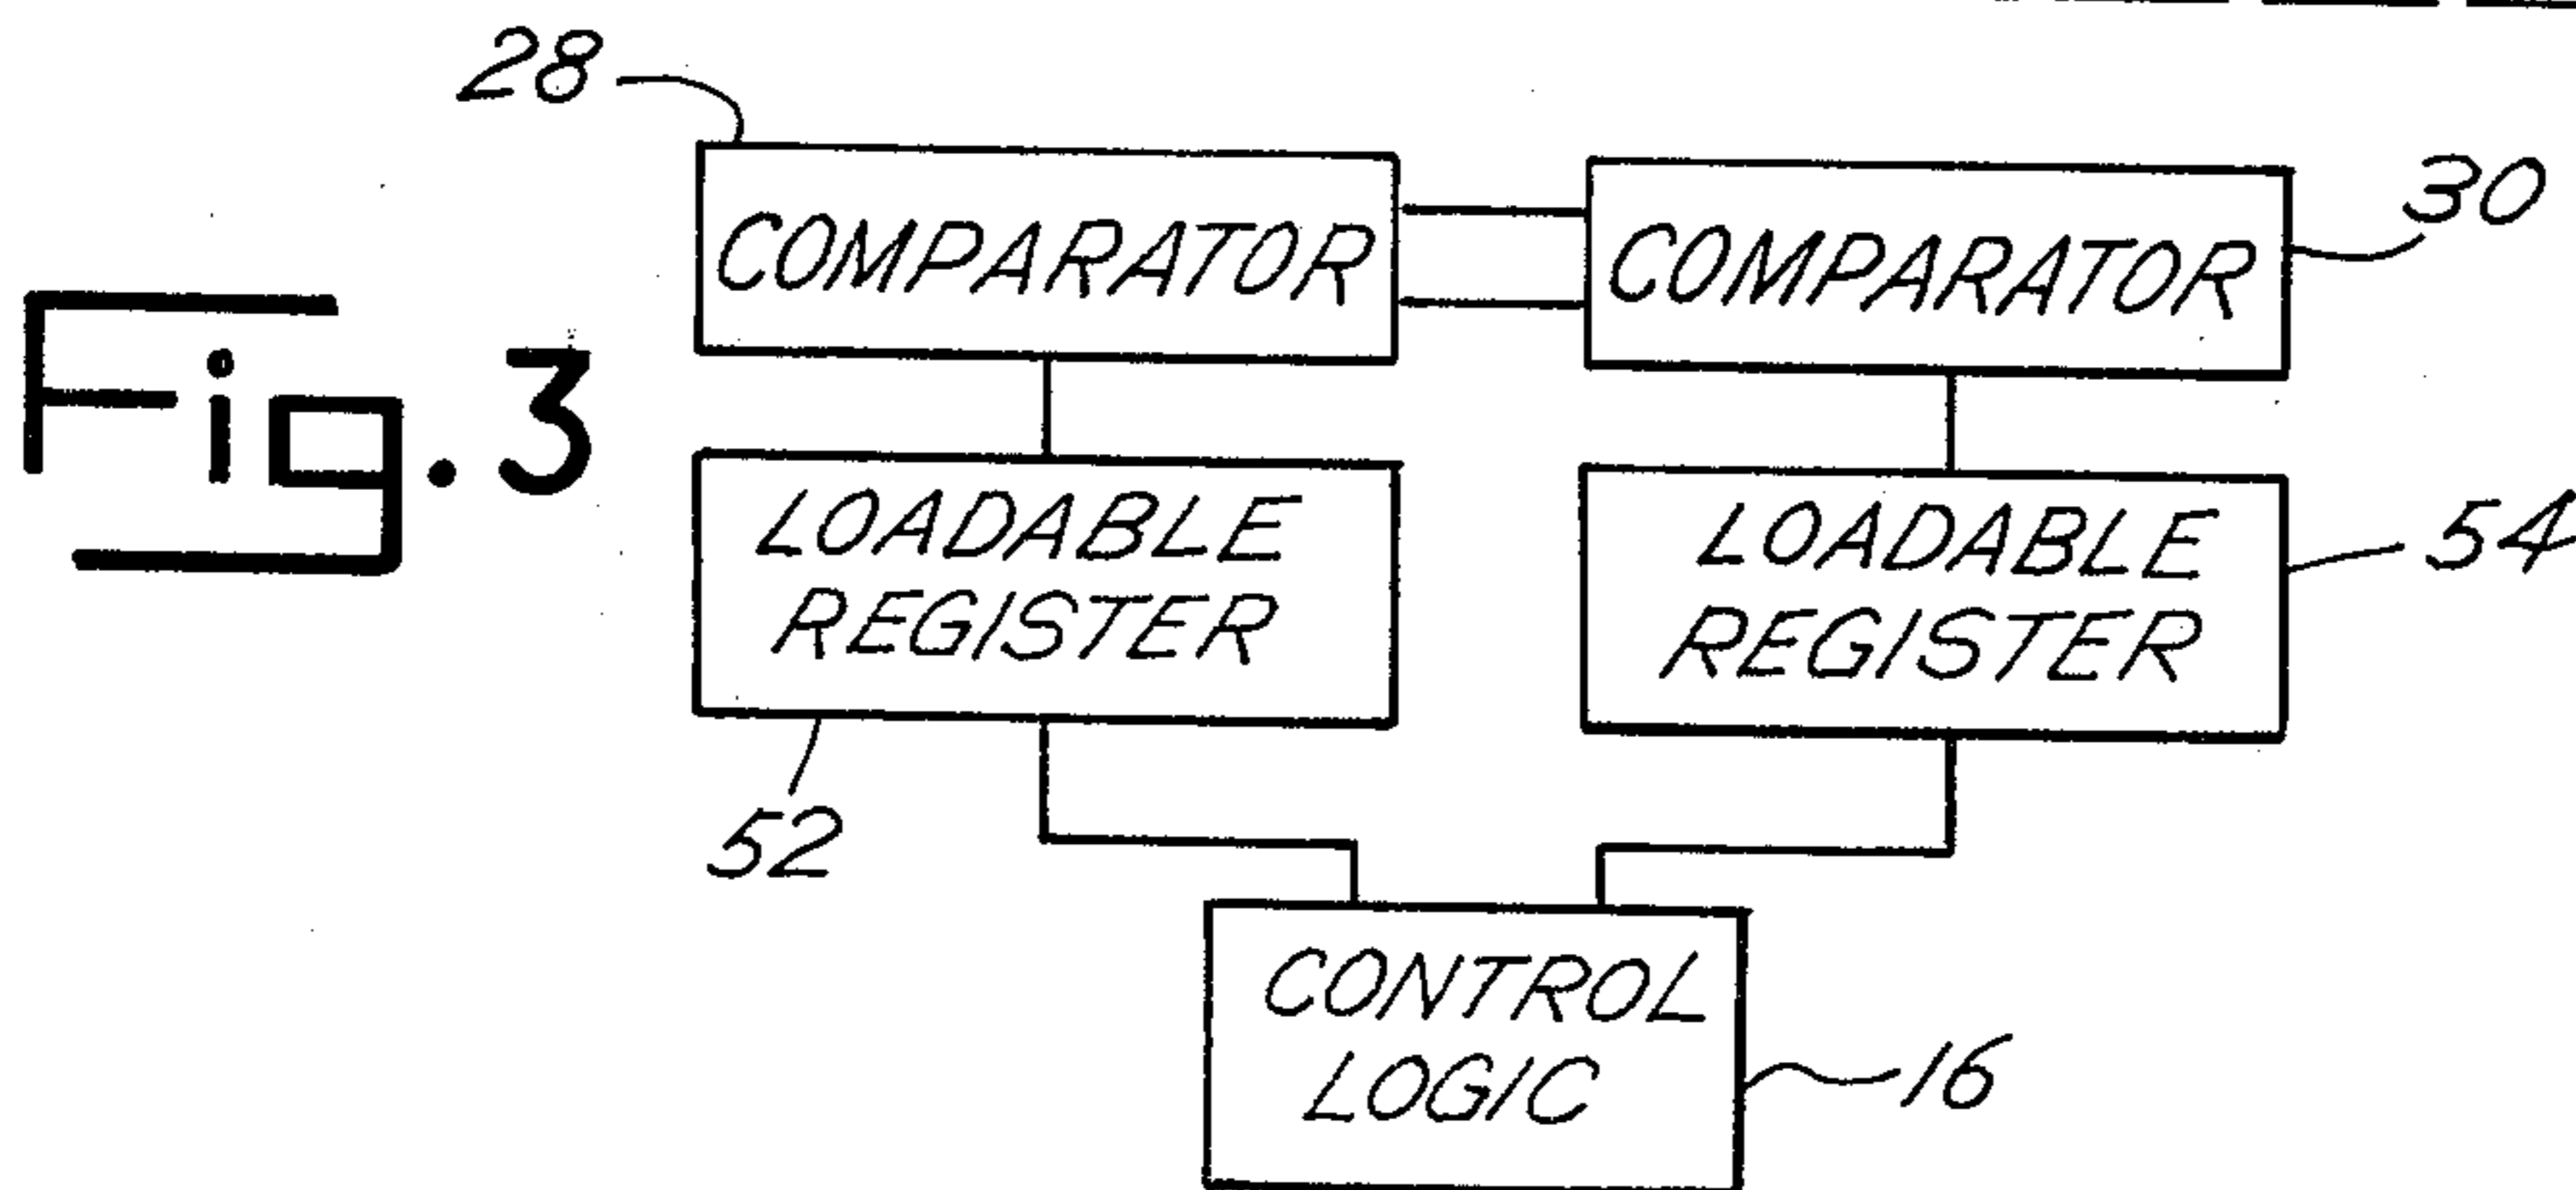 28
COMPARATOR
COMPARATOR
30
Fig.3
LOADABLE
REGISTER
LOADABLE
REGISTER
54
52
CONTROL
LOGIC
16